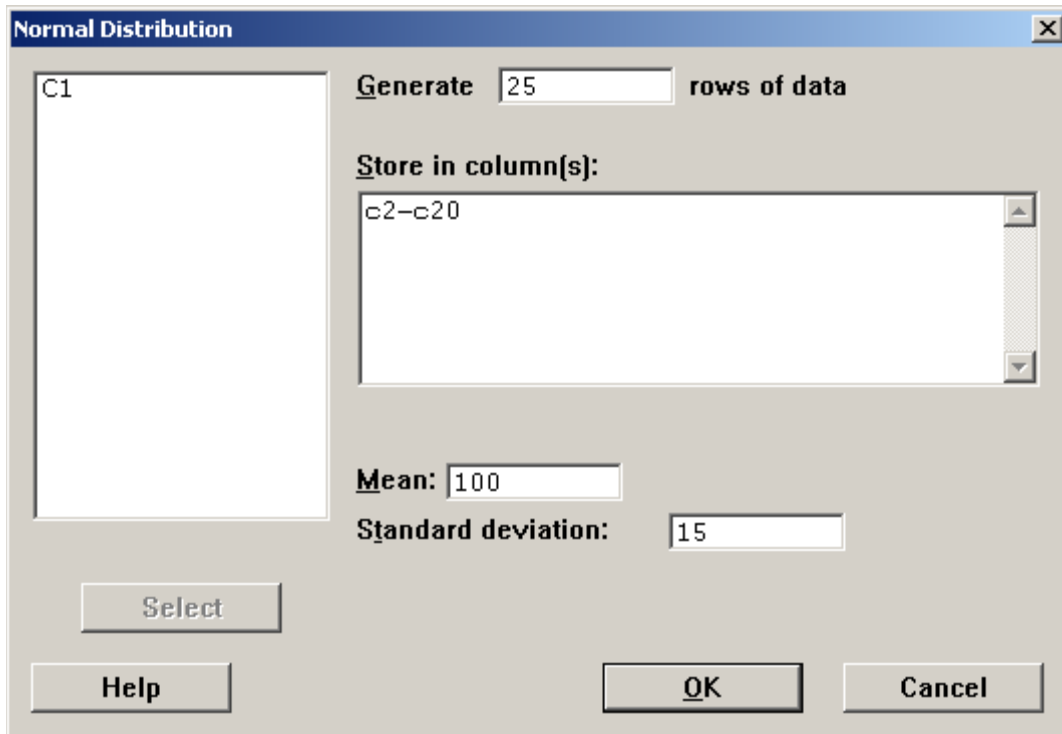 Normal Distribution
C1
Generate 25 rows of data
Store in column(s):
c2-c20
Mean: 100
Standard deviation: 15
Select
Help
OK
Cancel